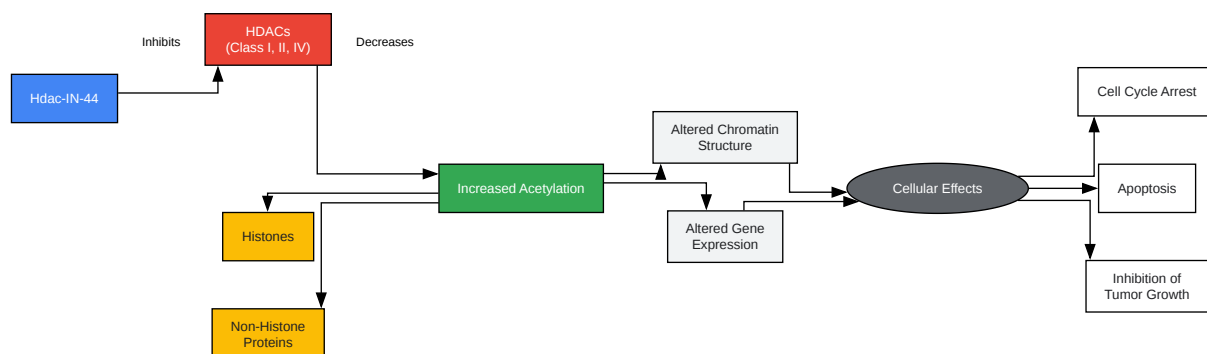 Inhibits
HDACs
(Class I, II, IV)
Decreases
Hdac-IN-44
Increased Acetylation
Histones
Non-Histone
Proteins
Altered Chromatin
Structure
Altered Gene
Expression
Cellular Effects
Cell Cycle Arrest
Apoptosis
Inhibition of
Tumor Growth